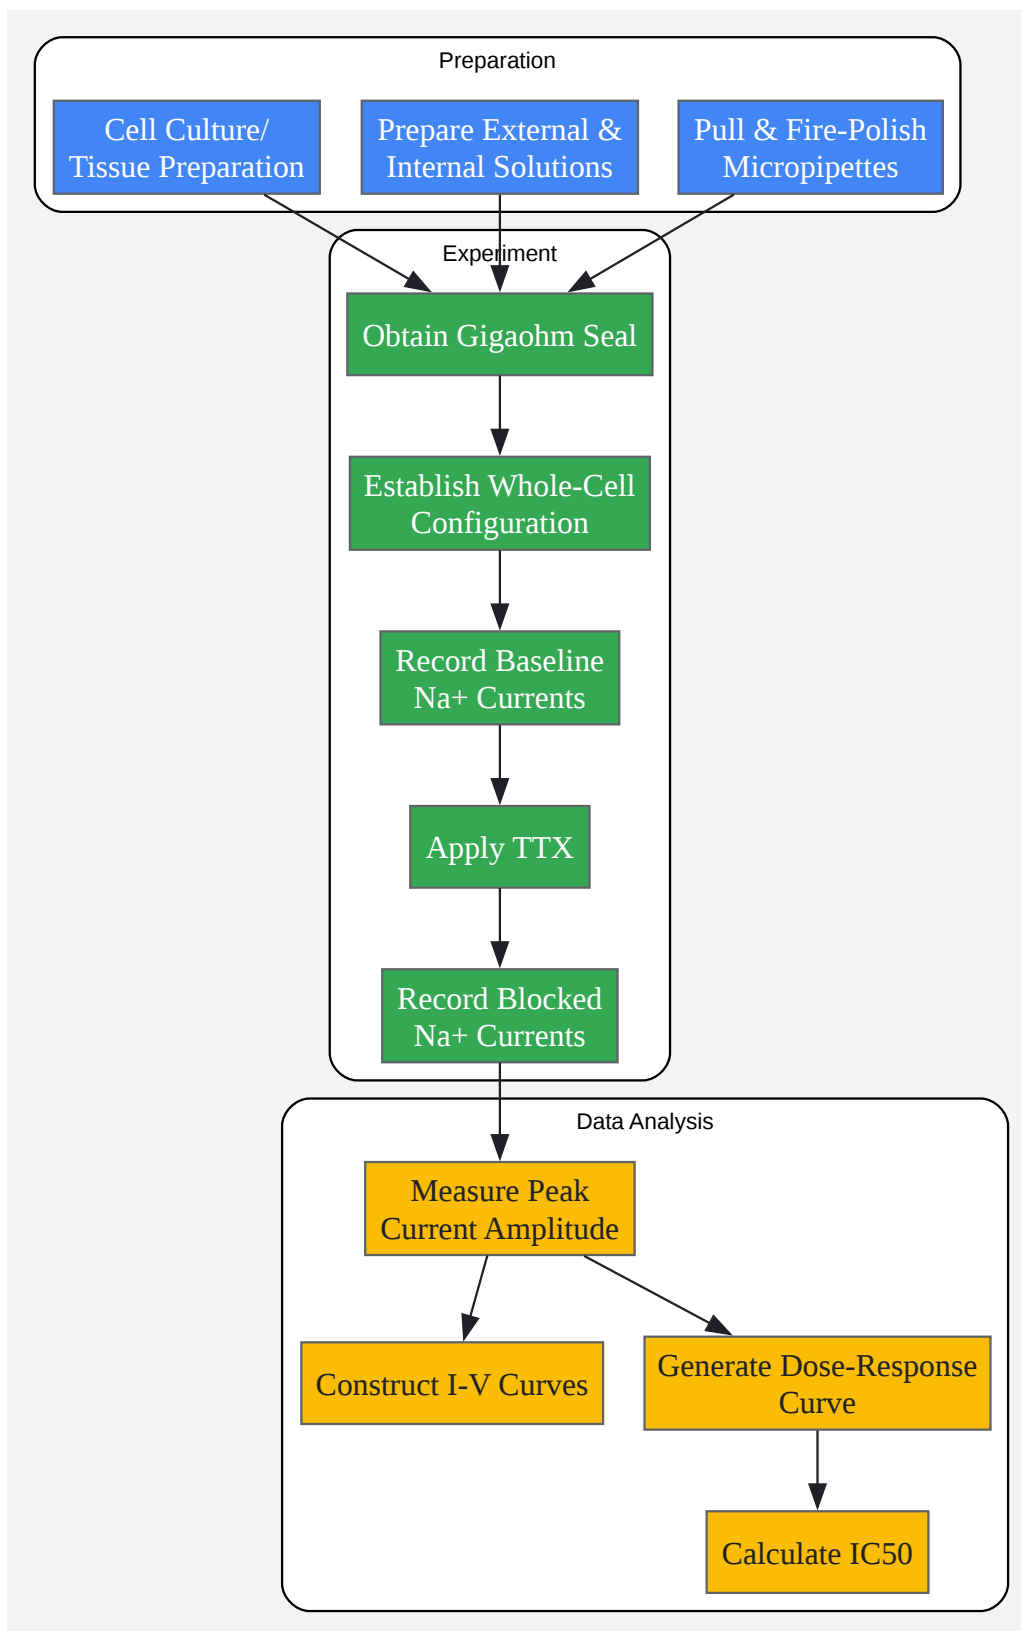 Preparation
Cell Culture/
Tissue Preparation
Prepare External &
Internal Solutions
Pull & Fire-Polish
Micropipettes
Experiment
Obtain Gigaohm Seal
Establish Whole-Cell
Configuration
Record Baseline
Na+ Currents
Apply TTX
Record Blocked
Na+ Currents
Data Analysis
Measure Peak
Current Amplitude
Construct I-V Curves
Generate Dose-Response
Curve
Calculate IC50